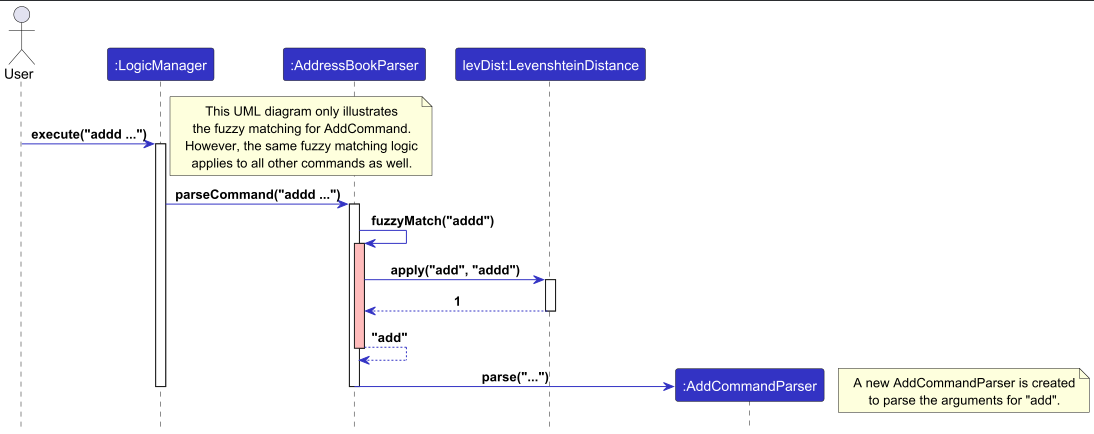 User
:LogicManager
:AddressBookParser
levDist:LevenshteinDistance
This UML diagram only illustrates
the fuzzy matching for AddCommand.
However, the same fuzzy matching logic
applies to all other commands as well.
execute("addd ...")
parseCommand("addd ...")
fuzzyMatch("addd")
apply("add", "addd")
1
"add"
parse("...")
:AddCommandParser
A new AddCommandParser is created
to parse the arguments for "add".